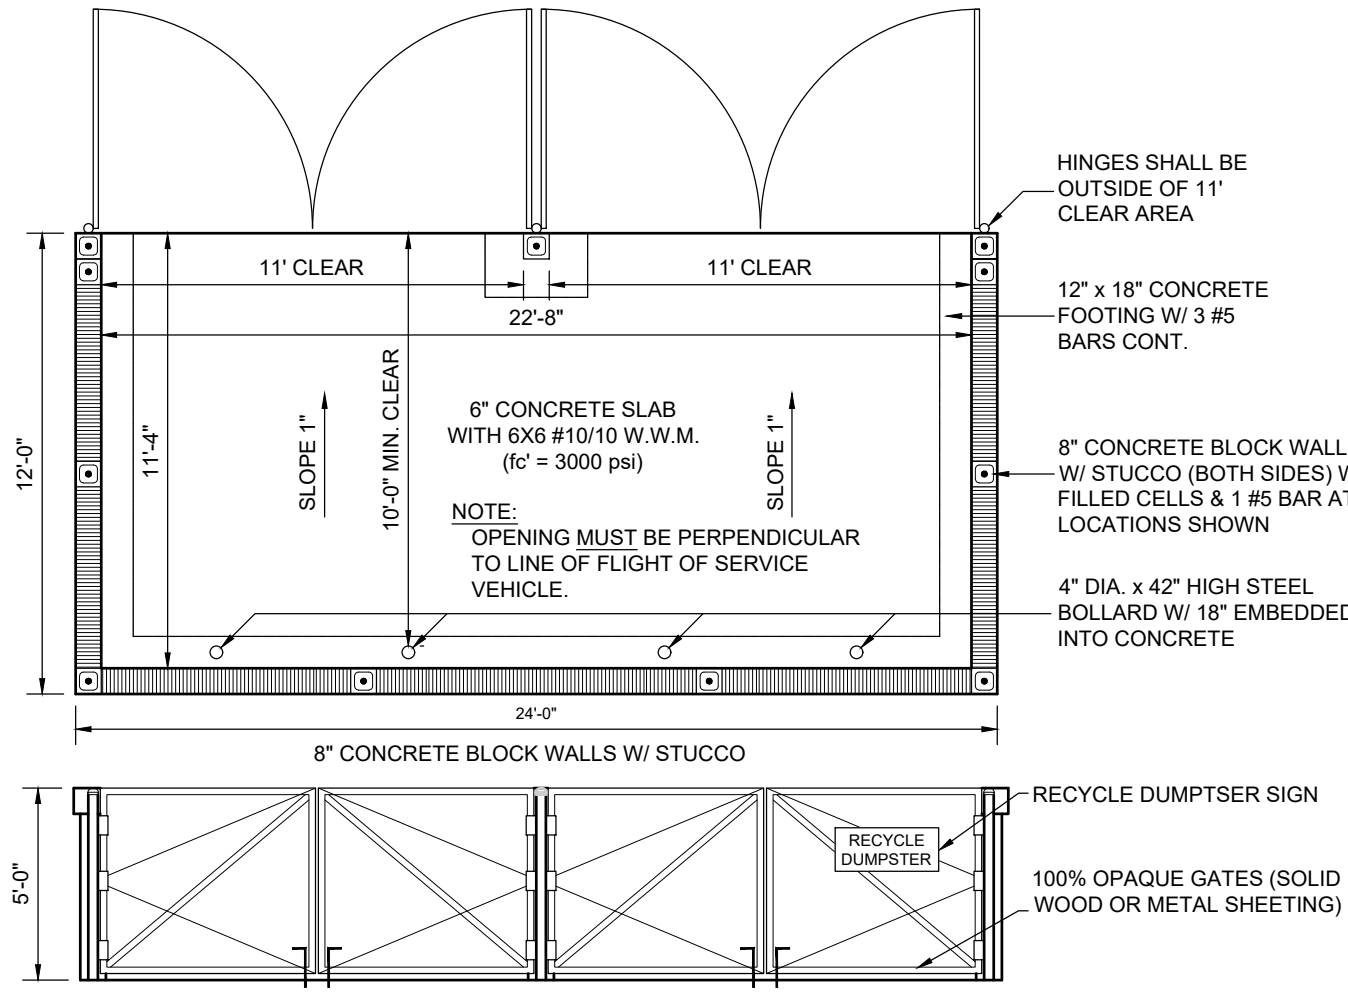 HINGES SHALL BE
OUTSIDE OF 11'
CLEAR AREA
11' CLEAR
11' CLEAR
22'-8"
12" x 18" CONCRETE
FOOTING W/ 3 #5
BARS CONT.
12'-0"
11'-4"
SLOPE 1"
10'-0" MIN. CLEAR
6" CONCRETE SLAB
WITH 6X6 #10/10 W.W.M.
(fc' = 3000 psi)
SLOPE 1"
NOTE:
OPENING MUST BE PERPENDICULAR
TO LINE OF FLIGHT OF SERVICE
VEHICLE.
8" CONCRETE BLOCK WALL
W/ STUCCO (BOTH SIDES) W
FILLED CELLS & 1 #5 BAR AT
LOCATIONS SHOWN
4" DIA. x 42" HIGH STEEL
BOLLARD W/ 18" EMBEDDED
INTO CONCRETE
24'-0"
8" CONCRETE BLOCK WALLS W/ STUCCO
5'-0"
RECYCLE
DUMPSTER
RECYCLE DUMPTSER SIGN
100% OPAQUE GATES (SOLID
WOOD OR METAL SHEETING)